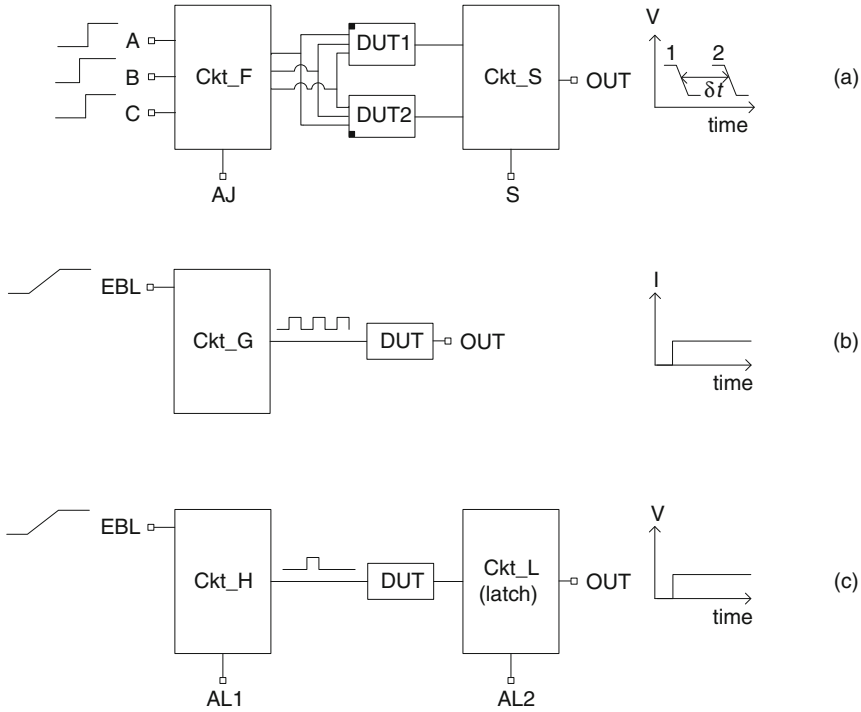 A
B
C
Ckt_F
AJ
DUT1
DUT2
Ckt_S
S
OUT
V
1 2
δt
time
(a)
EBL
Ckt_G
DUT
OUT
I
time
(b)
EBL
Ckt_H
AL1
DUT
Ckt_L
(latch)
AL2
OUT
V
time
(c)